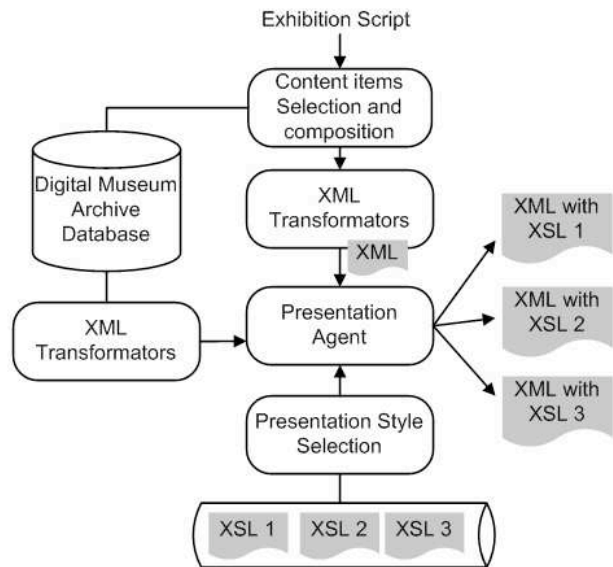 Exhibition Script
Content items
Selection and
composition
Digital Museum
Archive
Database
XML
Transformators
XML
XML with
XSL 1
XML
Transformators
Presentation
Agent
XML with
XSL 2
XML with
XSL 3
Presentation Style
Selection
XSL 1
XSL 2
XSL 3